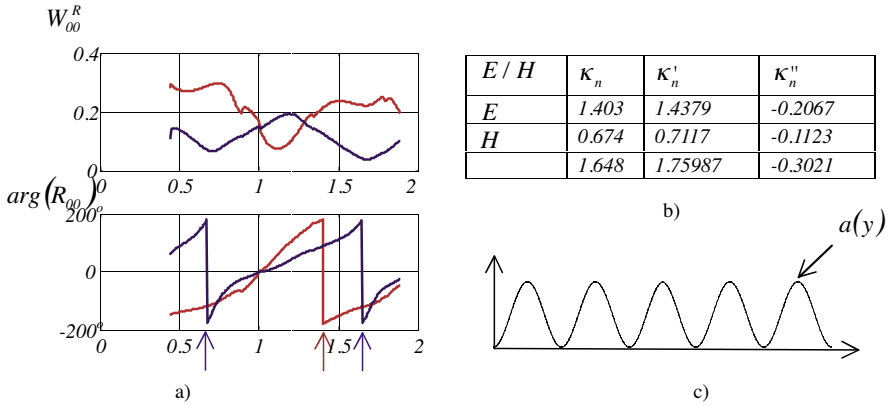 W₀₀ᴿ
0.4
0.2
0
0 0.5 1 1.5 2
arg(R₀₀)
200°
0
-200°
0 0.5 1 1.5 2
a)
E / H κₙ κₙ' κₙ"
E 1.403 1.4379 -0.2067
H 0.674 0.7117 -0.1123
1.648 1.75987 -0.3021
b)
a(y)
c)